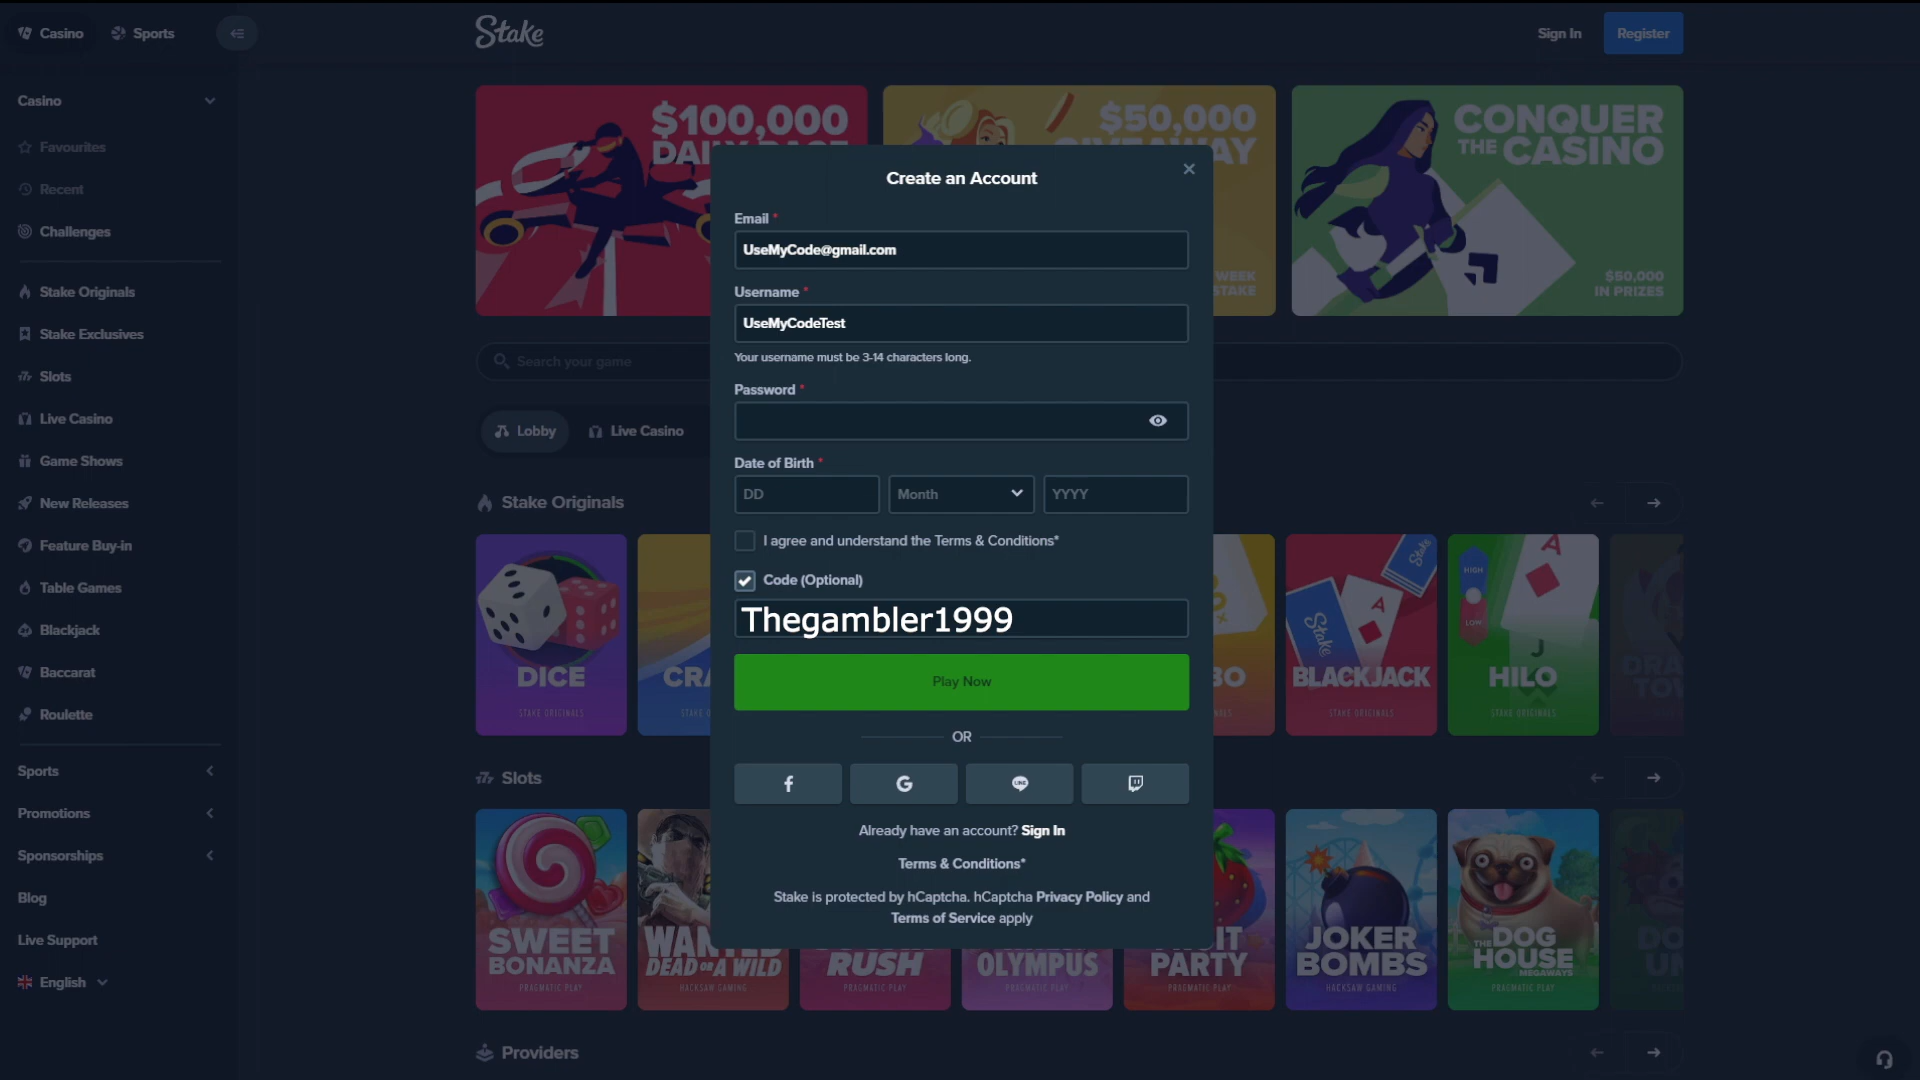 Casino
Sports
Stake
Sign In
Register
Casino
Favourites
Recent
Challenges
Stake Originals
Stake Exclusives
Slots
Live Casino
Game Shows
New Releases
Feature Buy-in
Table Games
Blackjack
Baccarat
Roulette
Sports
Promotions
Sponsorships
Blog
Live Support
English
$100,000
$50,000
CONQUER
THE CASINO
$50,000
IN PRIZES
WEEK
STAKE
Search your game
Lobby
Live Casino
Create an Account
Email *
UseMyCode@gmail.com
Username *
UseMyCodeTest
Your username must be 3-14 characters long.
Password *
Date of Birth *
DD
Month
YYYY
I agree and understand the Terms & Conditions*
Code (Optional)
Thegambler1999
Play Now
OR
Already have an account? Sign In
Terms & Conditions*
Stake is protected by hCaptcha. hCaptcha Privacy Policy and
Terms of Service apply
Stake Originals
DICE
STAKE ORIGINALS
BLACKJACK
STAKE ORIGINALS
HIGH
LOW
HILO
STAKE ORIGINALS
Slots
SWEET
BONANZA
PRAGMATIC PLAY
DEAD OR A WILD
HACKSAW GAMING
RUSH
PRAGMATIC PLAY
OLYMPUS
PRAGMATIC PLAY
PARTY
PRAGMATIC PLAY
JOKER
BOMBS
HACKSAW GAMING
THE DOG
HOUSE
MEGAWAYS
PRAGMATIC PLAY
Providers